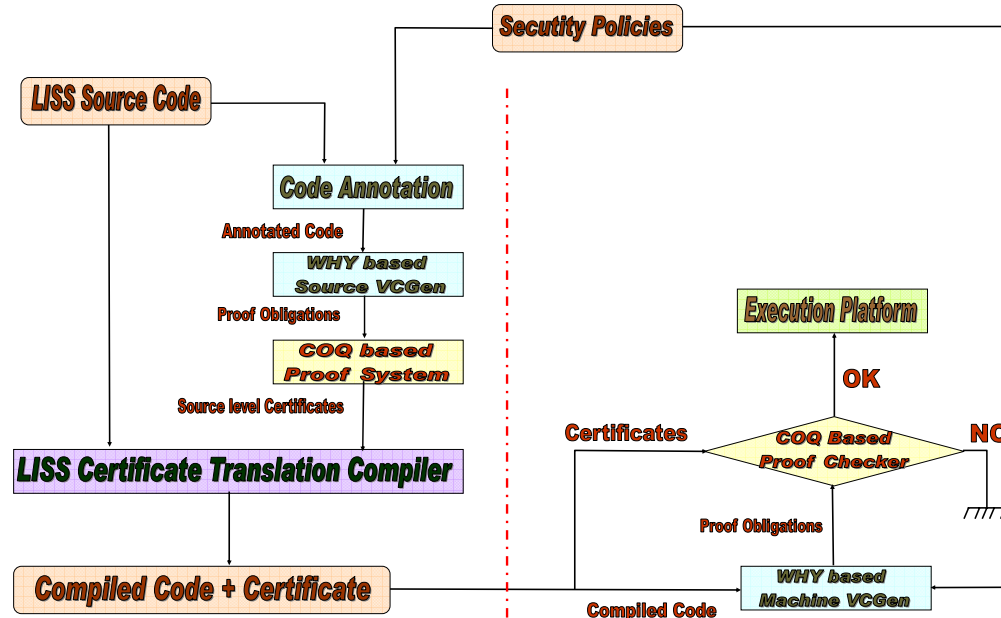 Secutity Policies
LISS Source Code
Code Annotation
Annotated Code
WHY based
Source VCGen
Proof Obligations
COQ based
Proof System
Source level Certificates
LISS Certificate Translation Compiler
Compiled Code + Certificate
Execution Platform
OK
Certificates
COQ Based
Proof Checker
NO
Proof Obligations
WHY based
Machine VCGen
Compiled Code